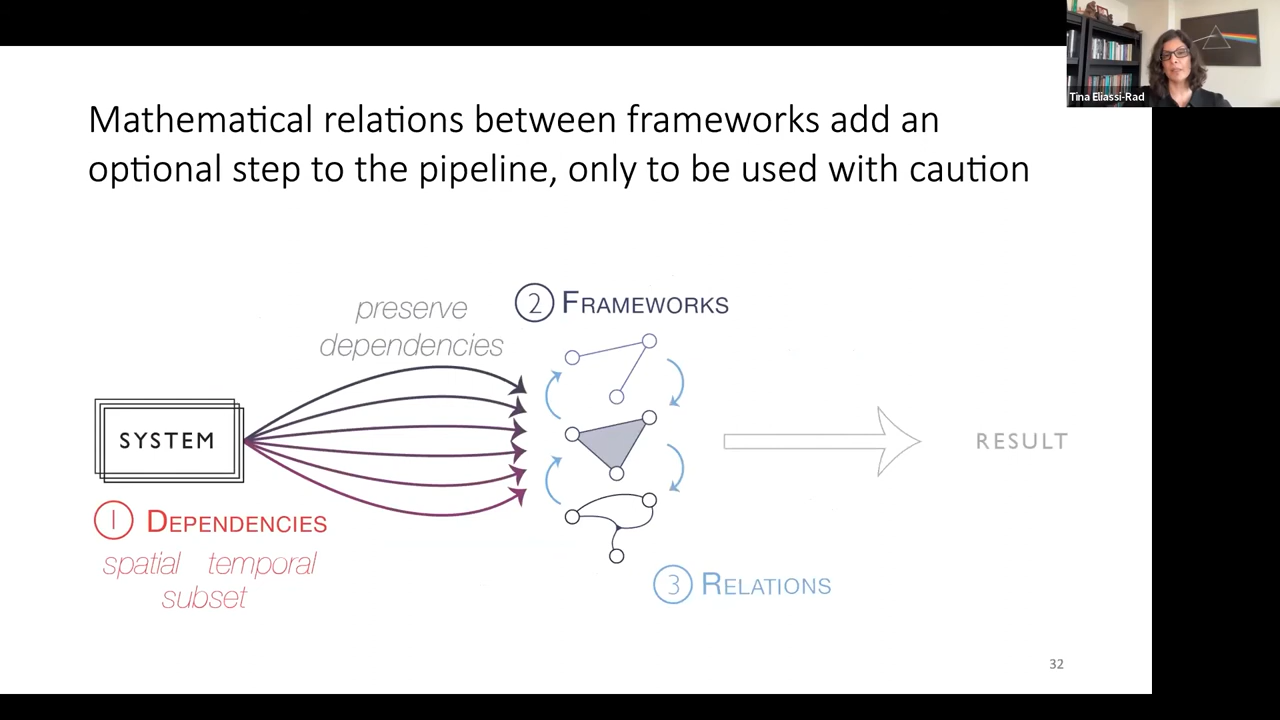 Tina Eliassi-Rad
Mathematical relations between frameworks add an
optional step to the pipeline, only to be used with caution
preserve
dependencies
2 FRAMEWORKS
SYSTEM
RESULT
1 DEPENDENCIES
spatial temporal
subset
3 RELATIONS
32